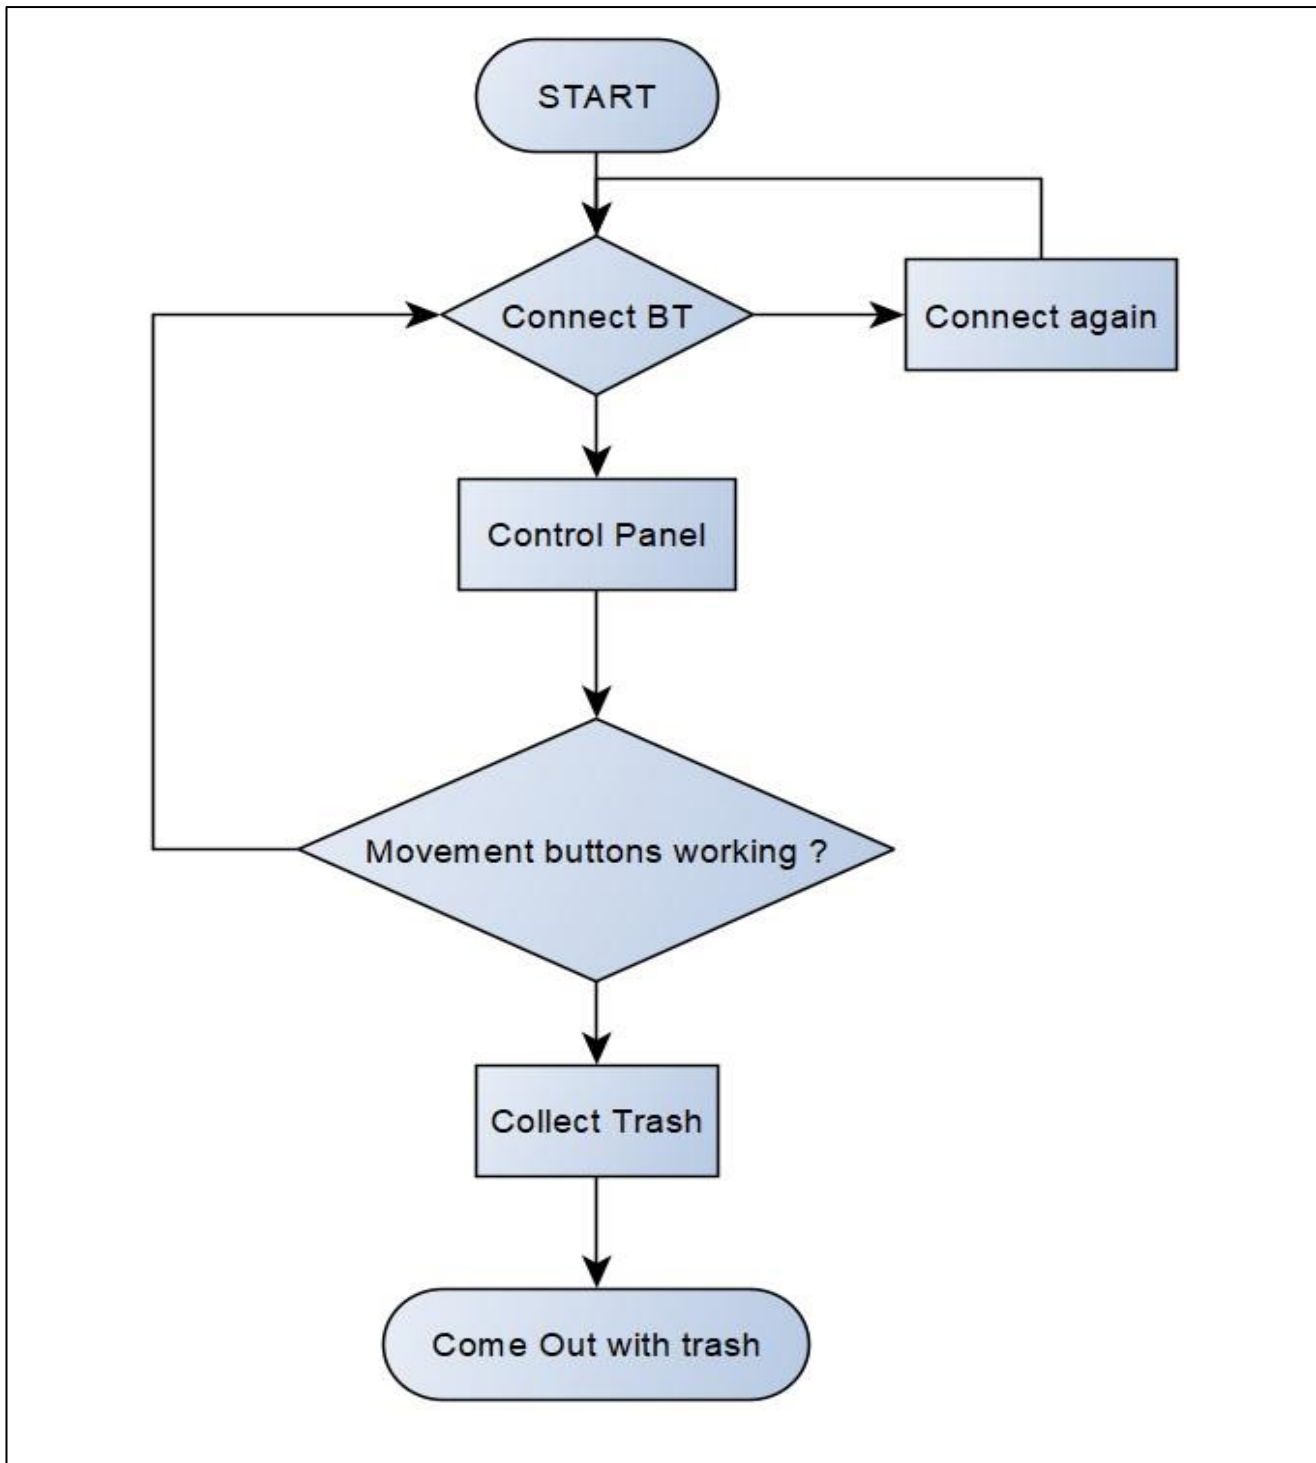 START
Connect BT
Connect again
Control Panel
Movement buttons working ?
Collect Trash
Come Out with trash